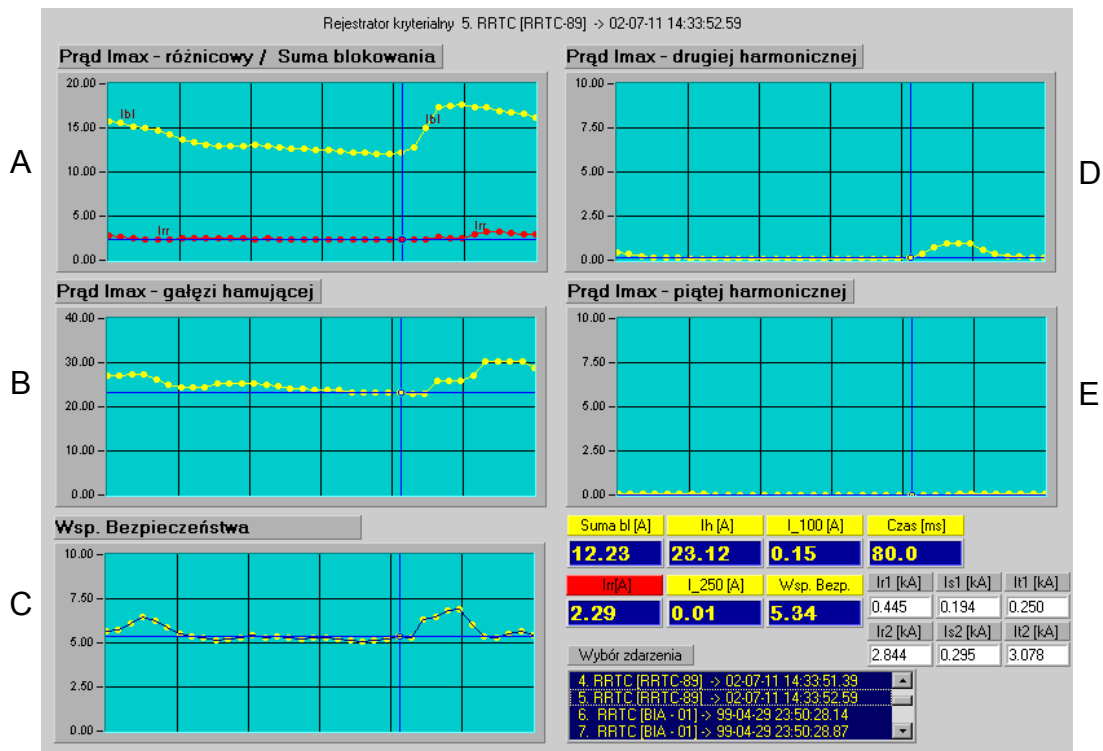 Rejestrator kryterialny 5. RRTC [RRTC-89] -> 02-07-11 14:33:52.59
Prąd Imax - różnicowy / Suma blokowania
20.00
15.00
10.00
5.00
0.00
Ibl
Ibl
Irr
Irr
A
Prąd Imax - drugiej harmonicznej
10.00
7.50
5.00
2.50
0.00
D
Prąd Imax - gałęzi hamującej
40.00
30.00
20.00
10.00
0.00
B
Prąd Imax - piątej harmonicznej
10.00
7.50
5.00
2.50
0.00
E
Wsp. Bezpieczeństwa
10.00
7.50
5.00
2.50
0.00
C
Suma bl [A] Ih [A] I_100 [A] Czas [ms]
12.23 23.12 0.15 80.0
Irr[A] I_250 [A] Wsp. Bezp.
2.29 0.01 5.34
Ir1 [kA] Is1 [kA] It1 [kA]
0.445 0.194 0.250
Ir2 [kA] Is2 [kA] It2 [kA]
2.844 0.295 3.078
Wybór zdarzenia
4. RRTC [RRTC-89] -> 02-07-11 14:33:51.39
5. RRTC [RRTC-89] -> 02-07-11 14:33:52.59
6. RRTC [BIA - 01] -> 99-04-29 23:50:28.14
7. RRTC [BIA - 01] -> 99-04-29 23:50:28.87